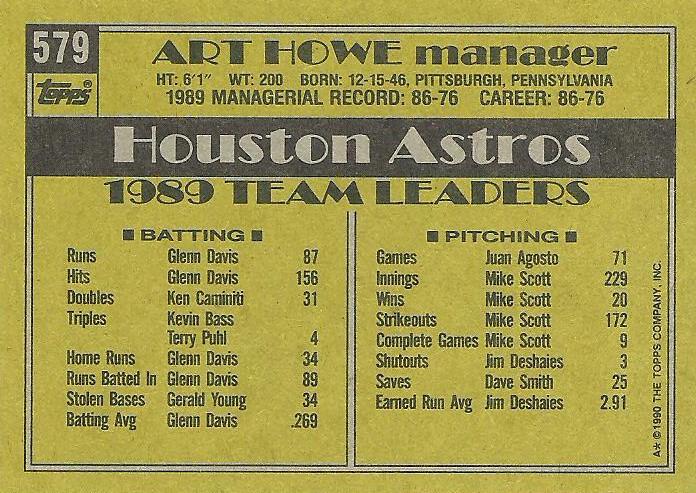 579
Topps®
ART HOWE manager
HT: 6'1" WT: 200 BORN: 12-15-46, PITTSBURGH, PENNSYLVANIA
1989 MANAGERIAL RECORD: 86-76 CAREER: 86-76
Houston Astros
1989 TEAM LEADERS
■ BATTING ■
Runs Glenn Davis 87
Hits Glenn Davis 156
Doubles Ken Caminiti 31
Triples Kevin Bass
Terry Puhl 4
Home Runs Glenn Davis 34
Runs Batted In Glenn Davis 89
Stolen Bases Gerald Young 34
Batting Avg Glenn Davis .269
■ PITCHING ■
Games Juan Agosto 71
Innings Mike Scott 229
Wins Mike Scott 20
Strikeouts Mike Scott 172
Complete Games Mike Scott 9
Shutouts Jim Deshaies 3
Saves Dave Smith 25
Earned Run Avg Jim Deshaies 2.91
A* © 1990 THE TOPPS COMPANY, INC.